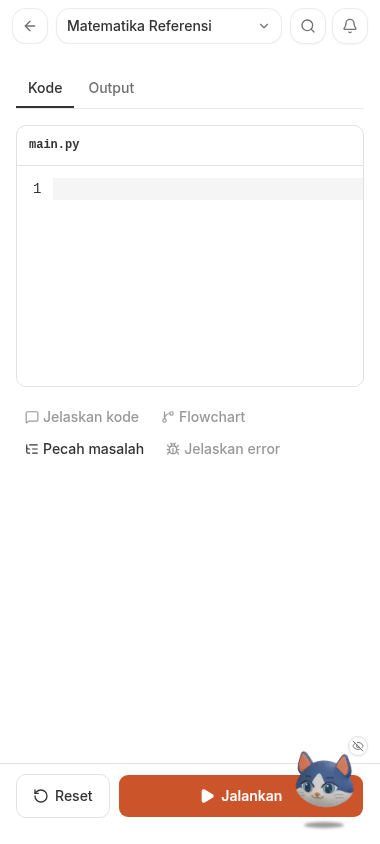 Matematika Referensi
Kode Output
main.py
1
Jelaskan kode Flowchart
Pecah masalah Jelaskan error
Reset Jalankan